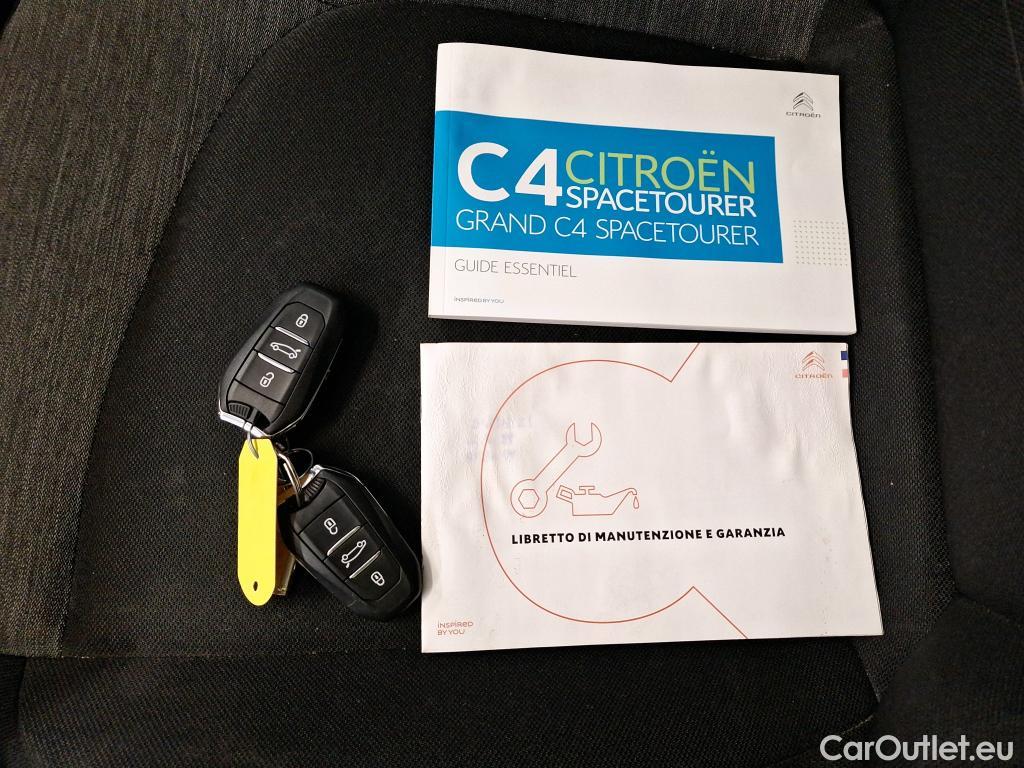 CITROËN
C4 CITROËN
SPACETOURER
GRAND C4 SPACETOURER
GUIDE ESSENTIEL
INSPIRED BY YOU
CITROËN
LIBRETTO DI MANUTENZIONE E GARANZIA
INSPIRED
BY YOU
CarOutlet.eu